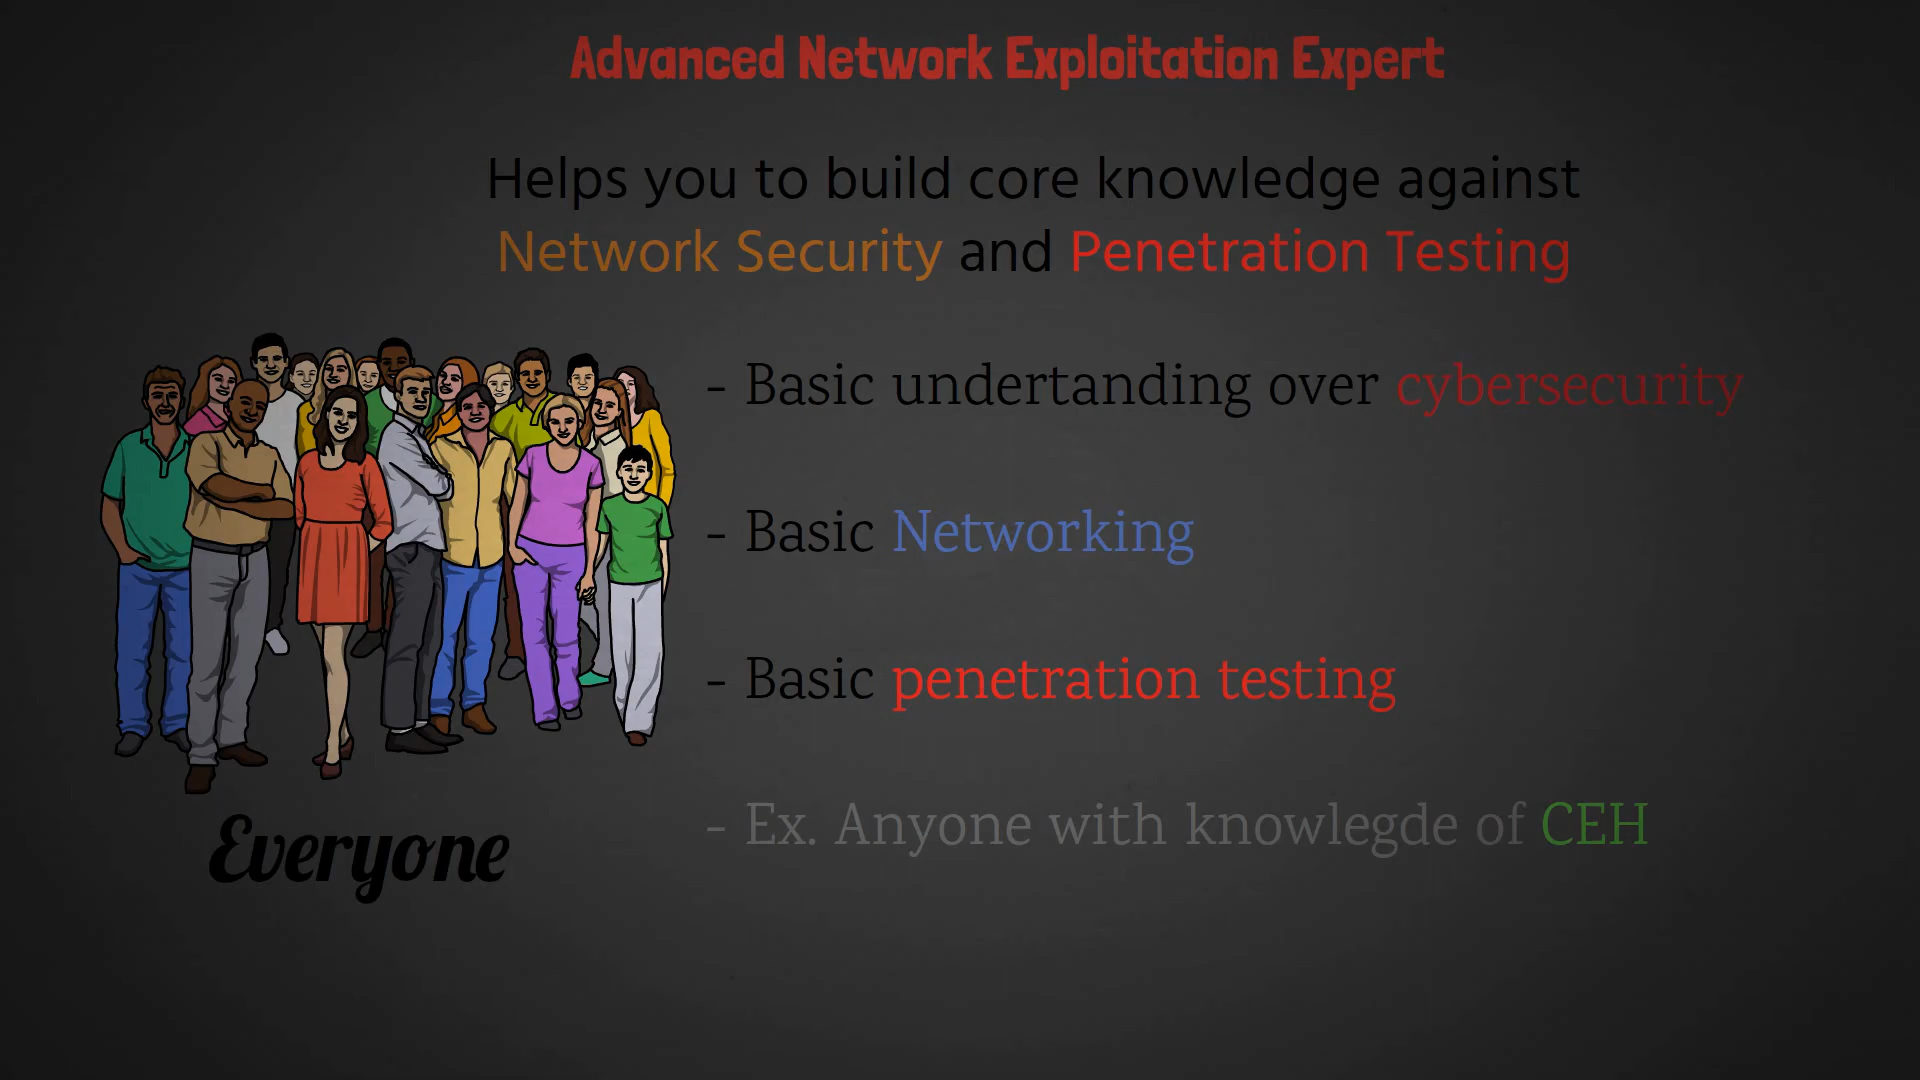 Advanced Network Exploitation Expert
Helps you to build core knowledge against
Network Security and Penetration Testing
- Basic undertanding over cybersecurity
- Basic Networking
- Basic penetration testing
- Ex. Anyone with knowlegde of CEH
Everyone